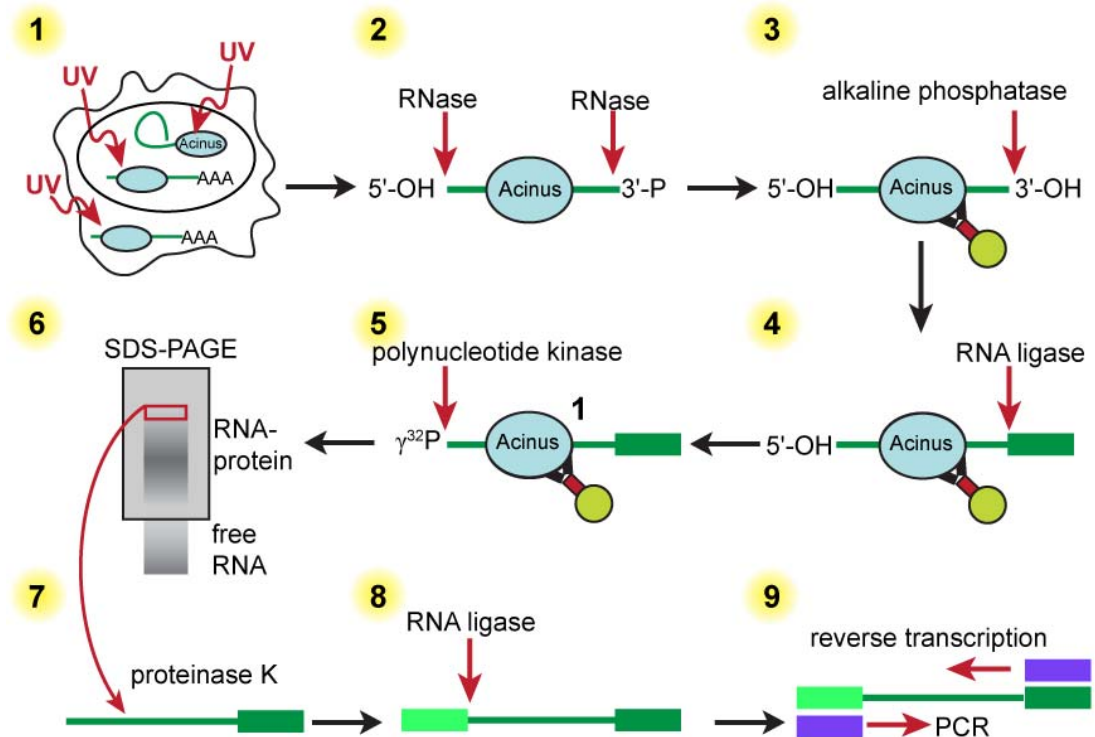 1
UV
UV
Acinus
AAA
UV
AAA
2
RNase
RNase
5'-OH
Acinus
3'-P
3
alkaline phosphatase
5'-OH
Acinus
3'-OH
4
RNA ligase
5'-OH
Acinus
5
polynucleotide kinase
1
γ32P
Acinus
6
SDS-PAGE
RNA-
protein
free
RNA
7
proteinase K
8
RNA ligase
9
reverse transcription
PCR